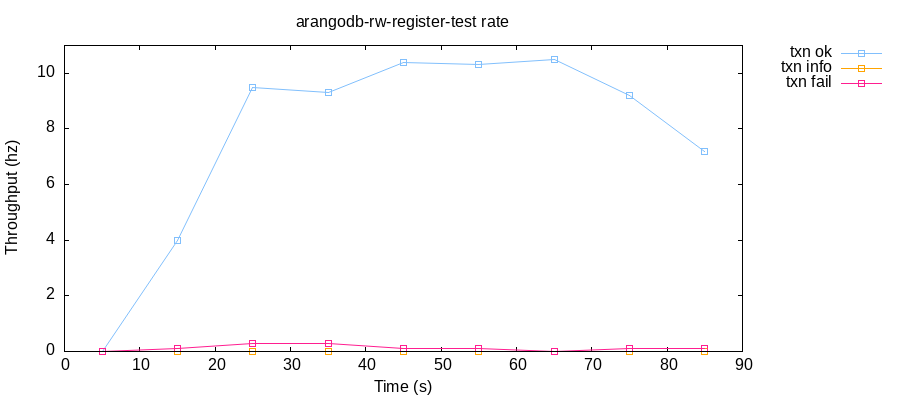 arangodb-rw-register-test rate
txn ok
txn info
txn fail
Throughput (hz)
10
8
6
4
2
0
0 10 20 30 40 50 60 70 80 90
Time (s)